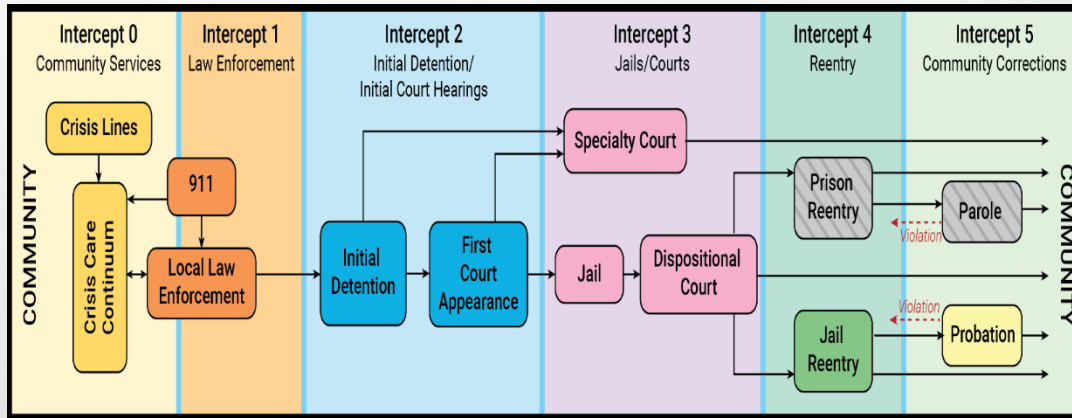 Intercept 0
Community Services
Intercept 1
Law Enforcement
Intercept 2
Initial Detention/
Initial Court Hearings
Intercept 3
Jails/Courts
Intercept 4
Reentry
Intercept 5
Community Corrections
COMMUNITY
Crisis Lines
Crisis Care
Continuum
911
Local Law
Enforcement
Initial
Detention
First
Court
Appearance
Specialty Court
Jail
Dispositional
Court
Prison
Reentry
Parole
Violation
Jail
Reentry
Violation
Probation
COMMUNITY